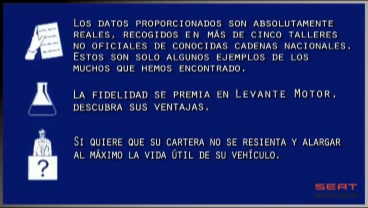 LOS DATOS PROPORCIONADOS SON ABSOLUTAMENTE
REALES, RECOGIDOS EN MÁS DE CINCO TALLERES
NO OFICIALES DE CONOCIDAS CADENAS NACIONALES.
ESTOS SON SOLO ALGUNOS EJEMPLOS DE LOS
MUCHOS QUE HEMOS ENCONTRADO.
LA FIDELIDAD SE PREMIA EN LEVANTE MOTOR,
DESCUBRA SUS VENTAJAS.
SI QUIERE QUE SU CARTERA NO SE RESIENTA Y ALARGAR
AL MÁXIMO LA VIDA ÚTIL DE SU VEHÍCULO.
?
SEAT